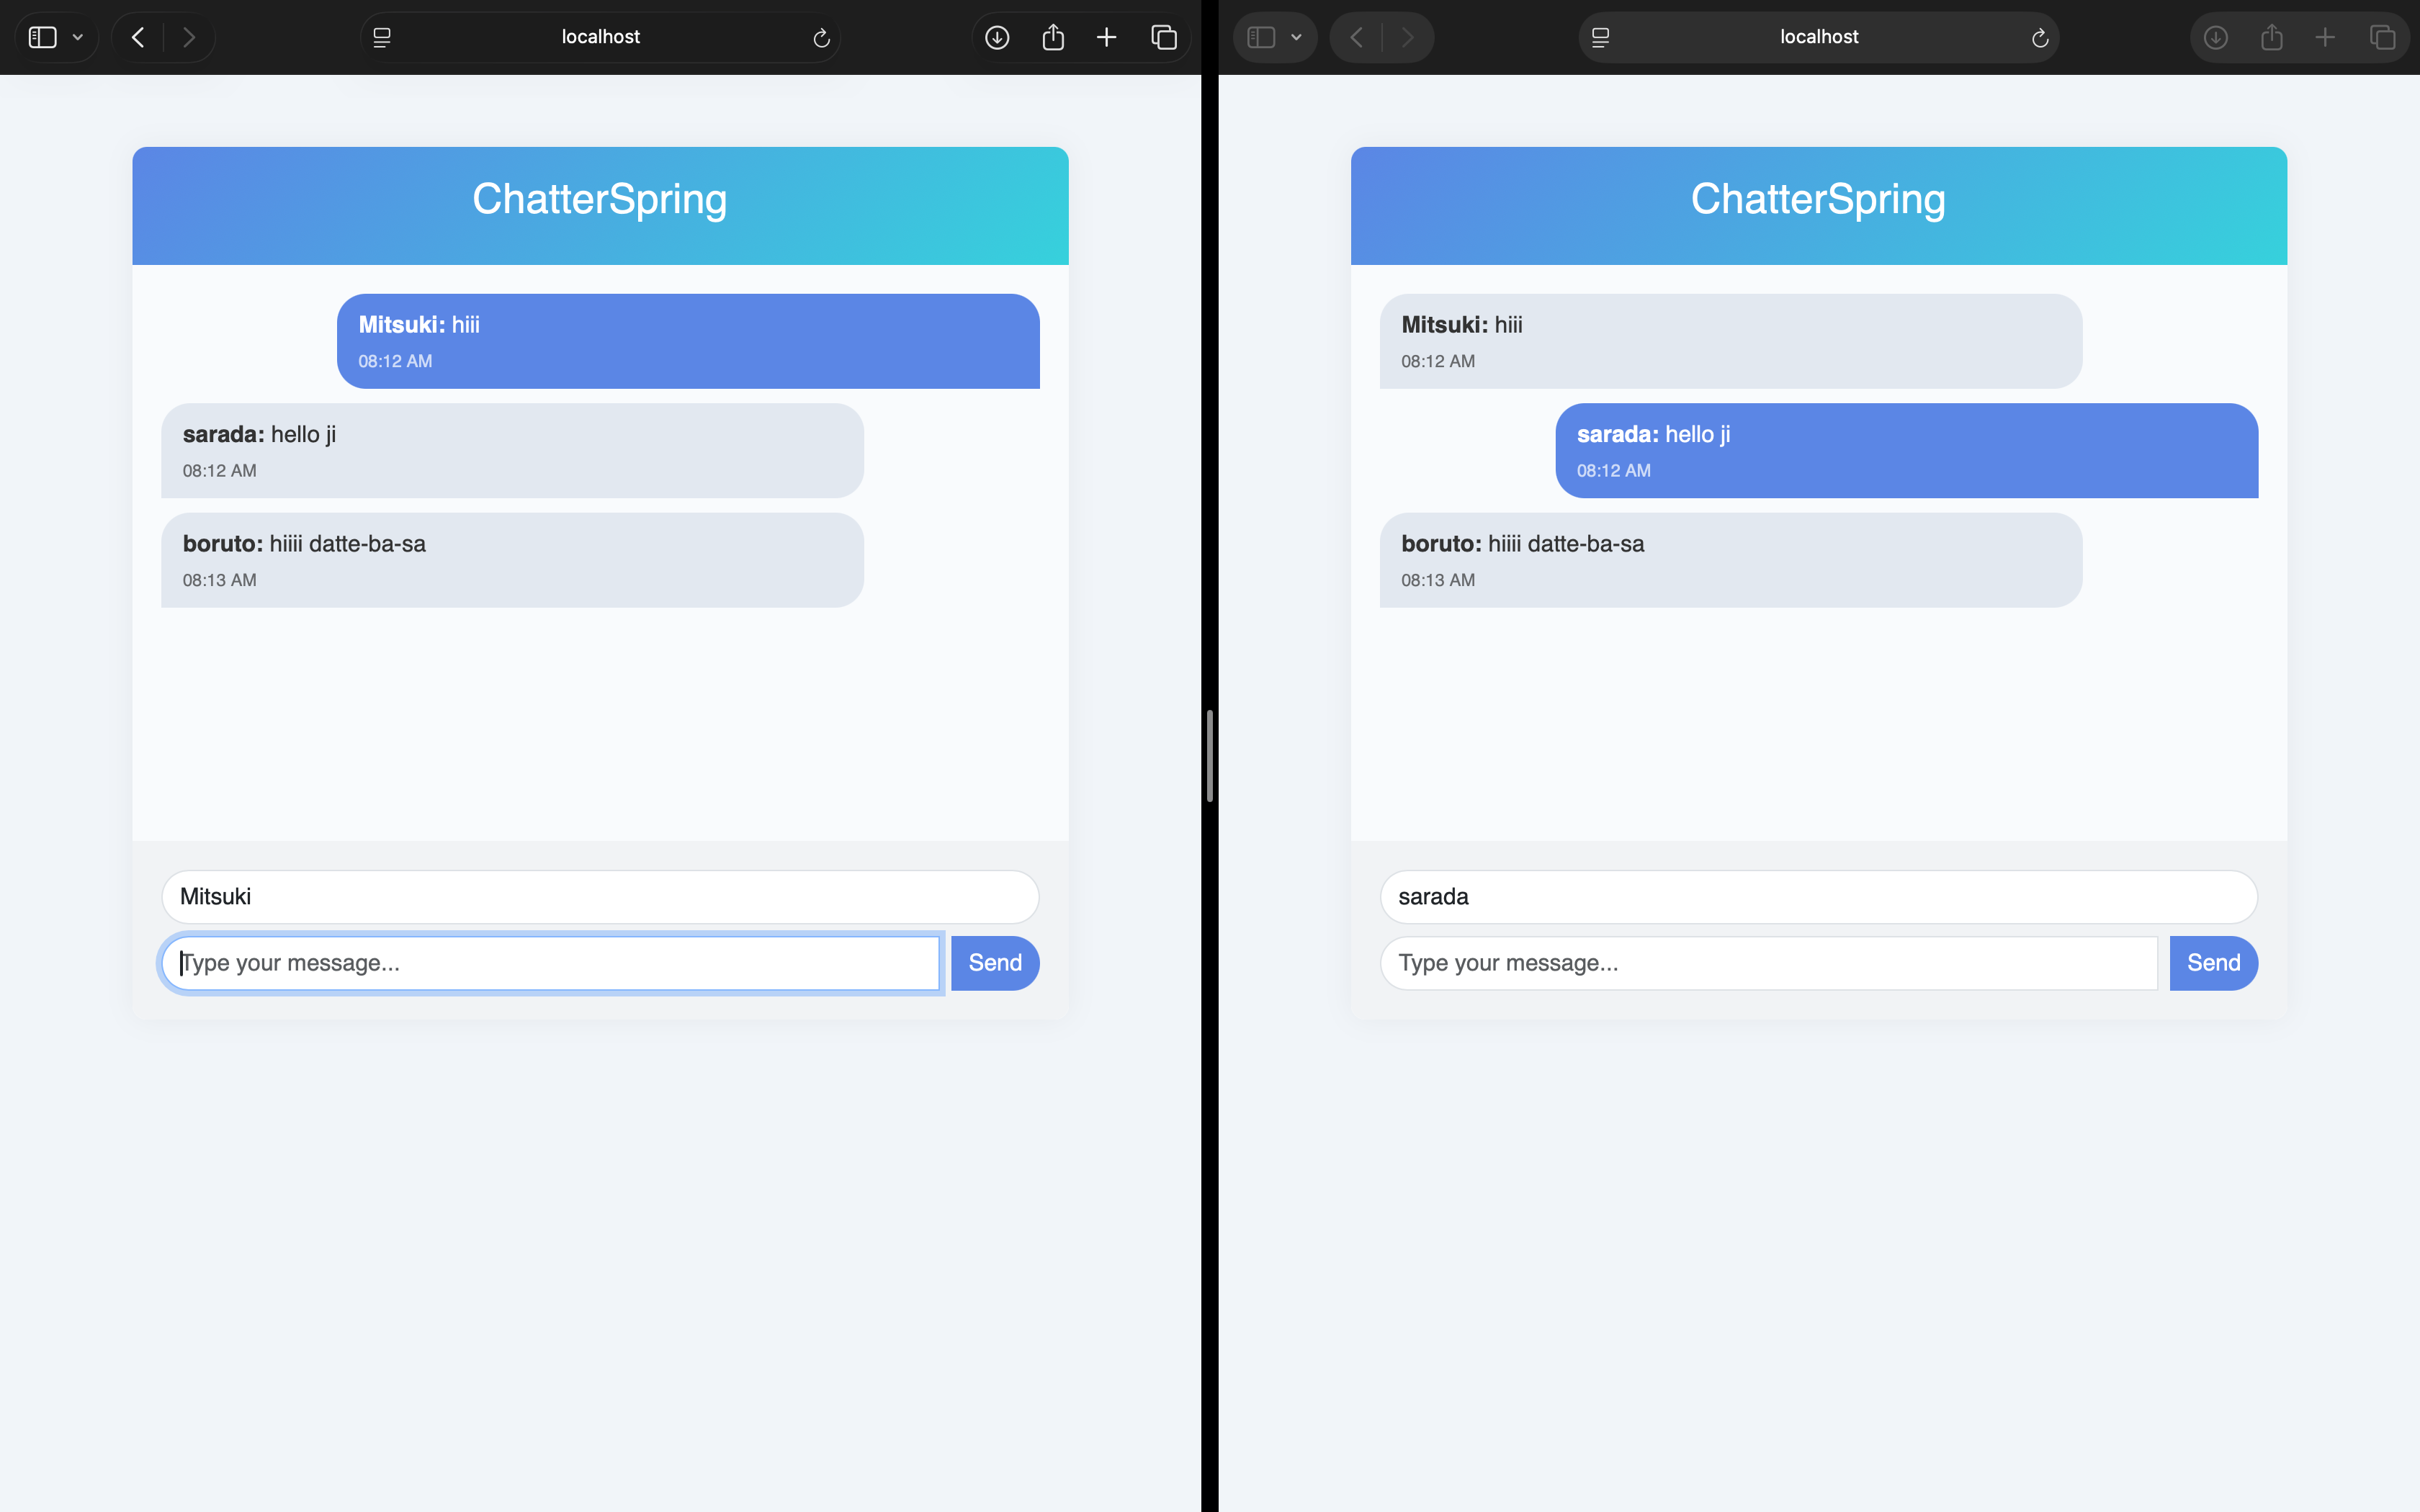 localhost
ChatterSpring
Mitsuki: hiii
08:12 AM
sarada: hello ji
08:12 AM
boruto: hiiii datte-ba-sa
08:13 AM
Mitsuki
Type your message...
Send
localhost
ChatterSpring
Mitsuki: hiii
08:12 AM
sarada: hello ji
08:12 AM
boruto: hiiii datte-ba-sa
08:13 AM
sarada
Type your message...
Send